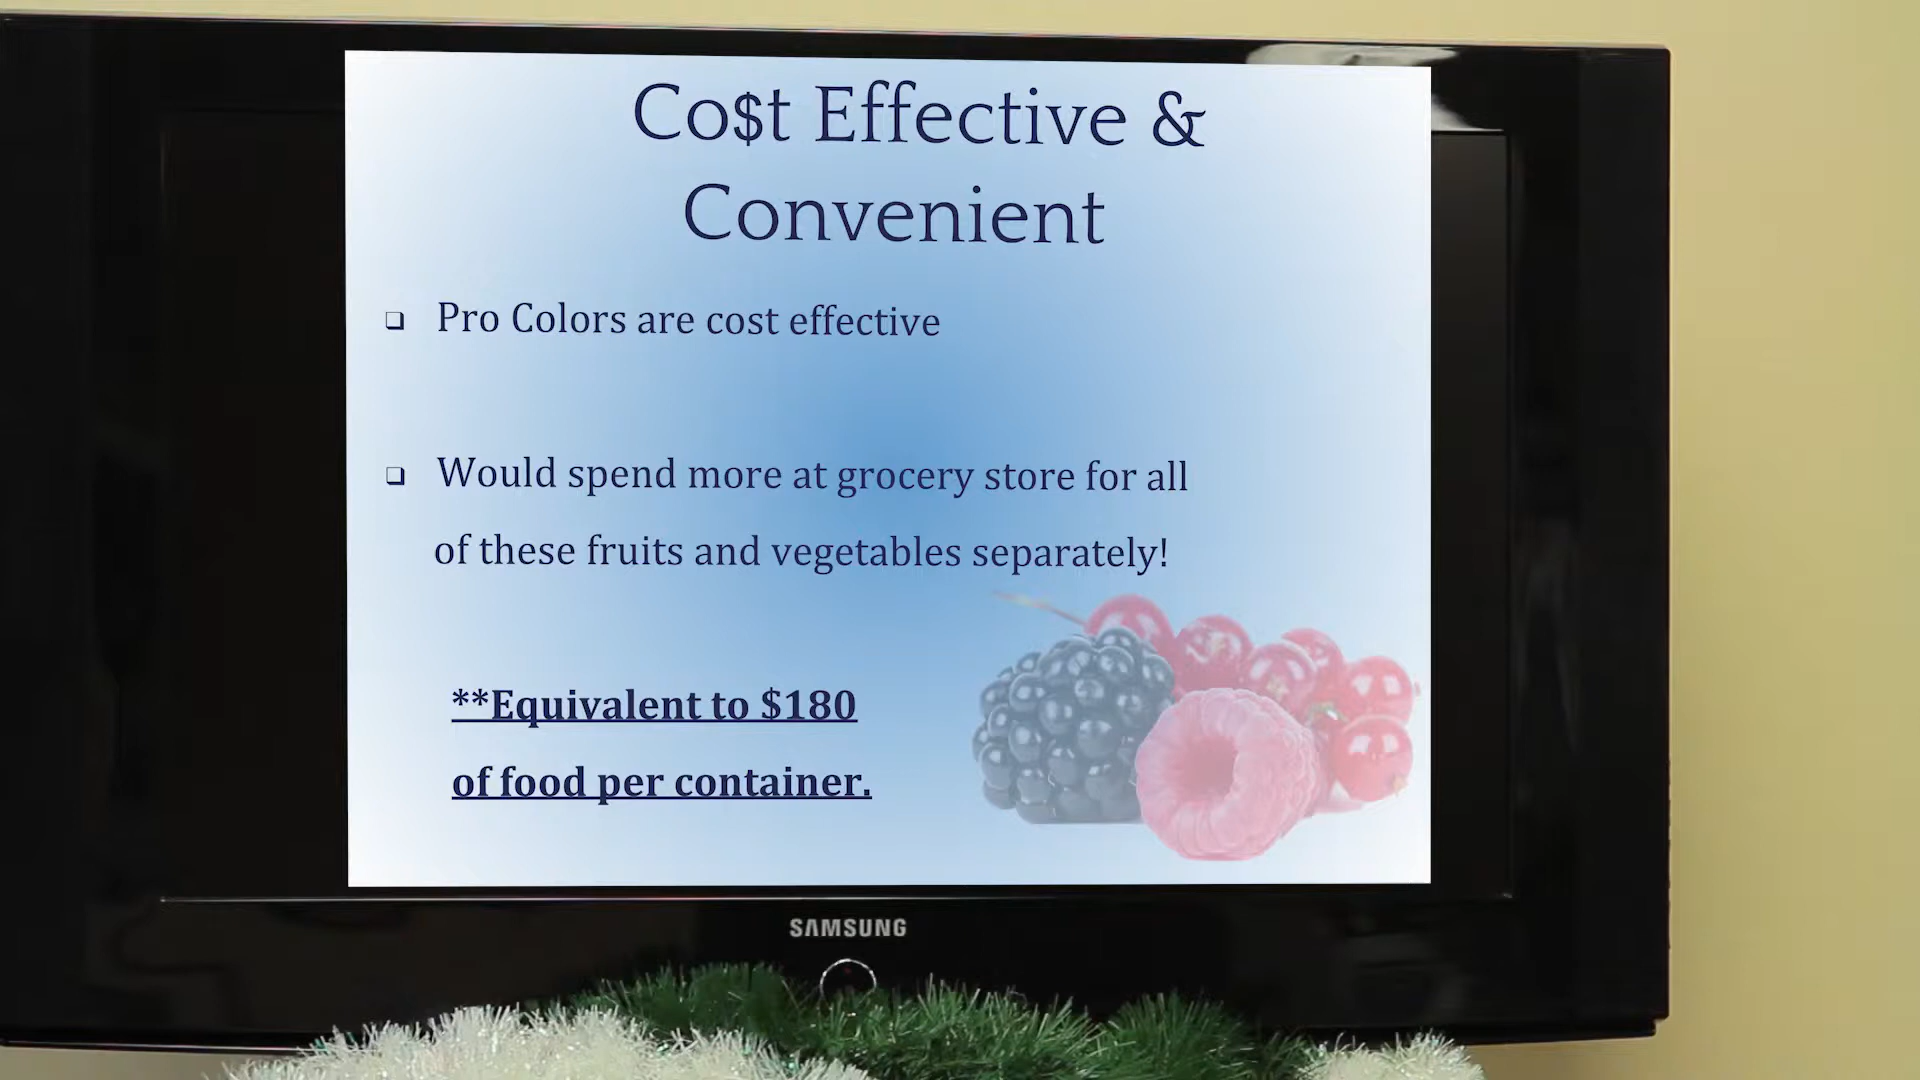 Co$t Effective &
Convenient
❑ Pro Colors are cost effective
❑ Would spend more at grocery store for all
of these fruits and vegetables separately!
**Equivalent to $180
of food per container.
SAMSUNG